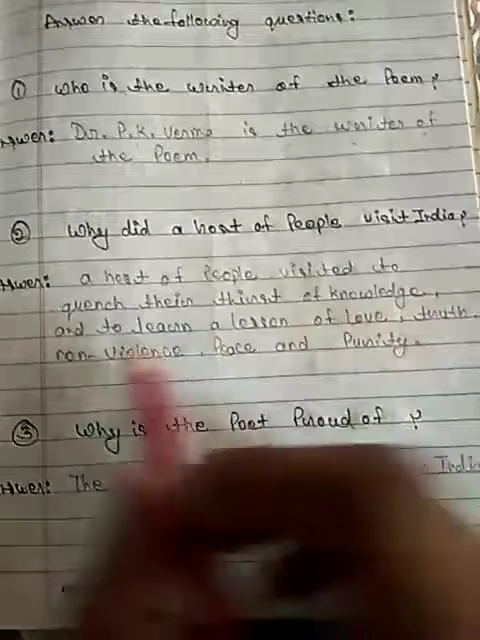 Answer the following questions:
① who is the writer of the Poem?
Answer: Dr. P.K. Verma is the writer of
the Poem.
② Why did a host of People visit India?
Answer: a host of People visited to
quench their thirst of knowledge,
and to learn a lesson of Love, truth.
non-violence, Peace and Purity.
③ Why is the Poet Proud of ?
Answer: The